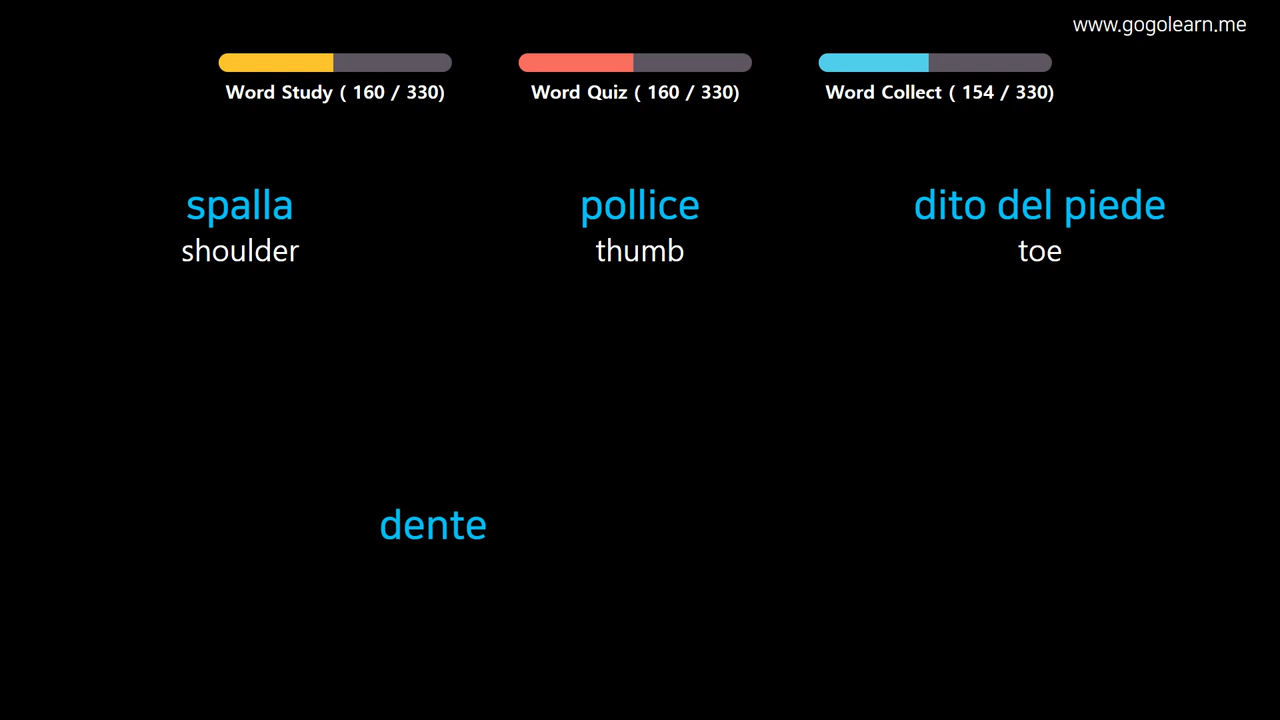 www.gogolearn.me
Word Study ( 160 / 330)
Word Quiz ( 160 / 330)
Word Collect ( 154 / 330)
spalla
shoulder
pollice
thumb
dito del piede
toe
dente